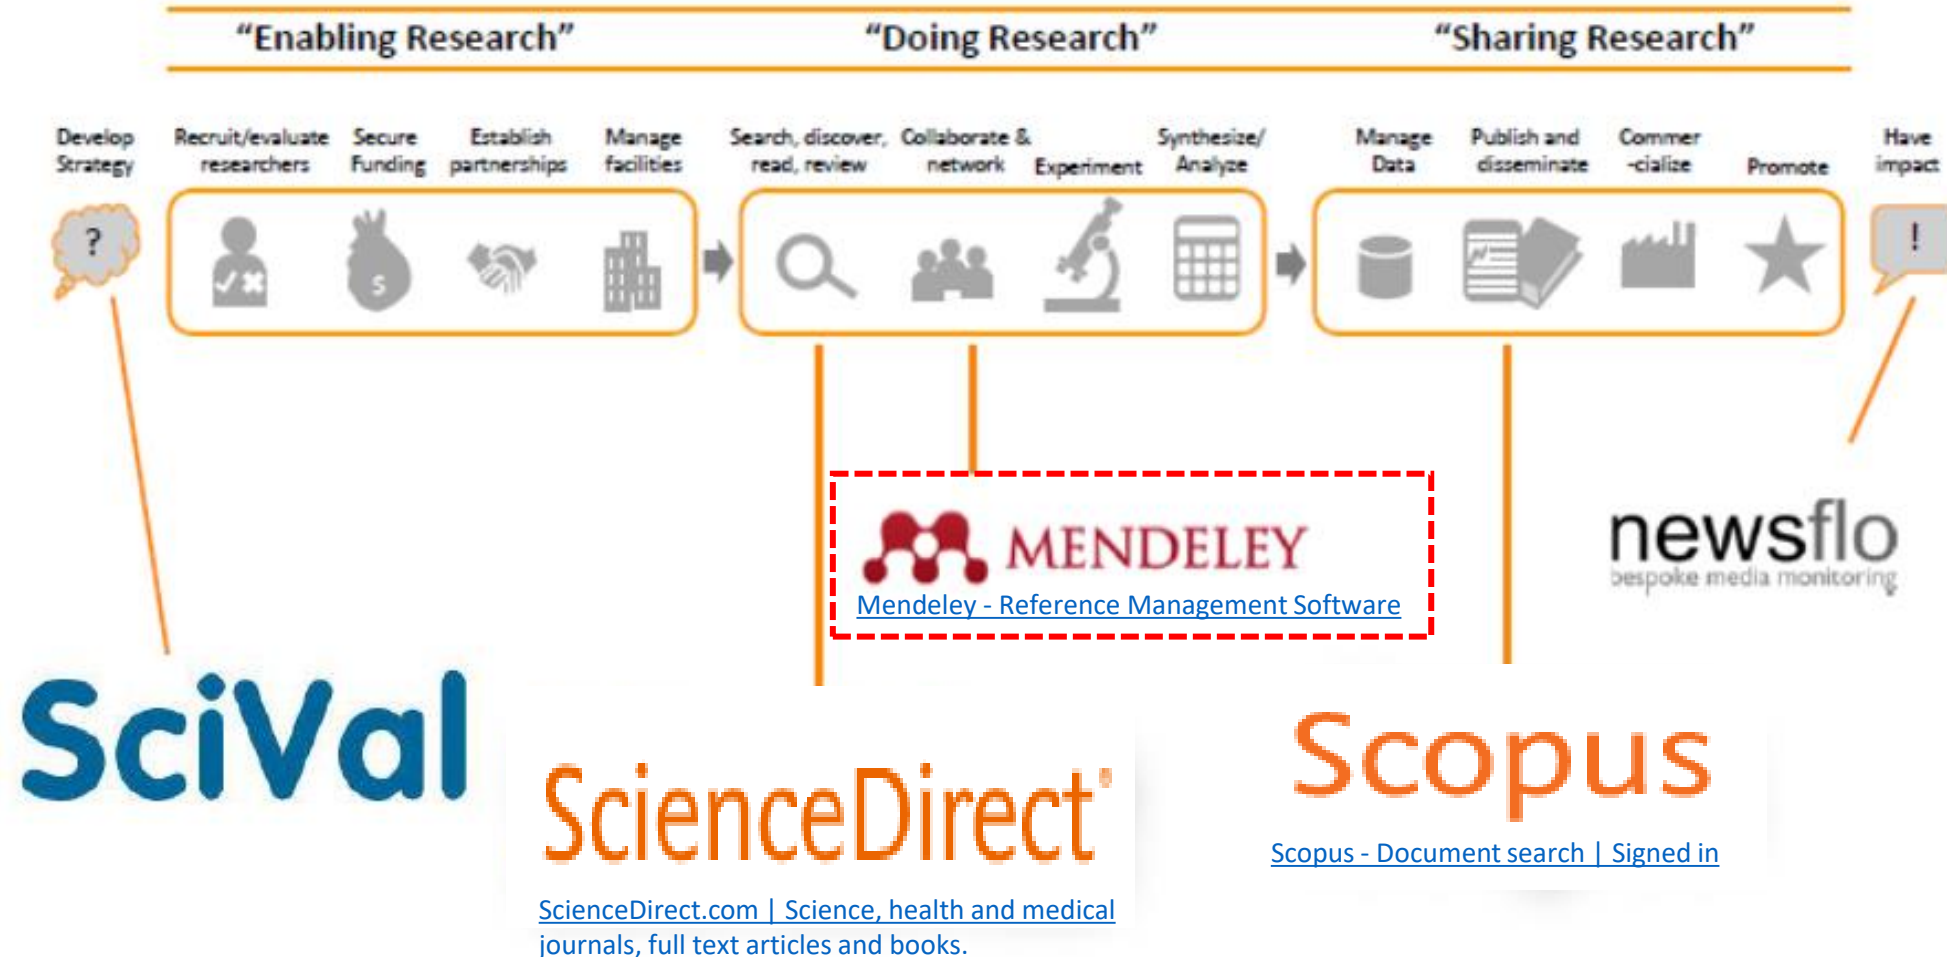 “Enabling Research”
“Doing Research”
“Sharing Research”
Develop
Strategy
Recruit/evaluate
researchers
Secure
Funding
Establish
partnerships
Manage
facilities
Search, discover,
read, review
Collaborate &
network
Experiment
Synthesize/
Analyze
Manage
Data
Publish and
disseminate
Commer
-cialize
Promote
Have
impact
?
$
!
MENDELEY
Mendeley - Reference Management Software
newsflo
bespoke media monitoring
SciVal
ScienceDirect®
ScienceDirect.com | Science, health and medical
journals, full text articles and books.
Scopus
Scopus - Document search | Signed in